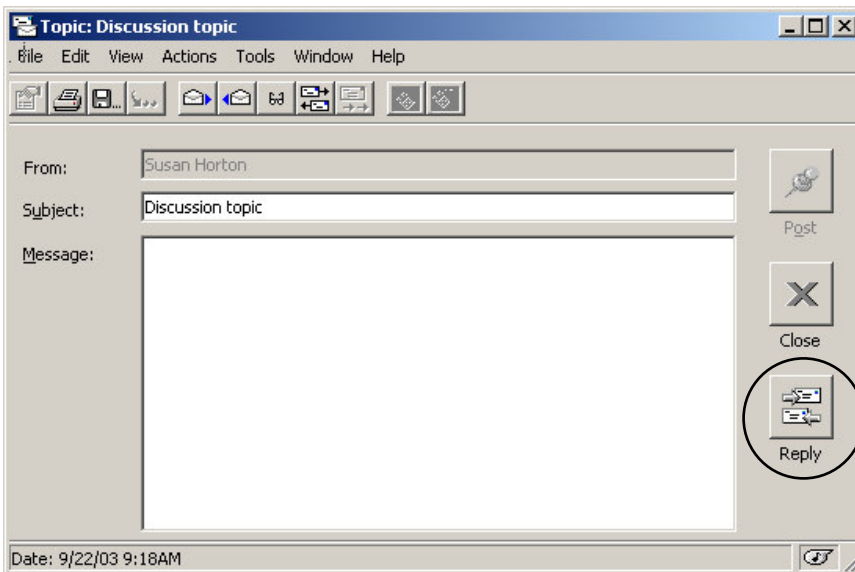 Topic: Discussion topic
File Edit View Actions Tools Window Help
From: Susan Horton
Subject: Discussion topic
Message:
Post
Close
Reply
Date: 9/22/03 9:18AM